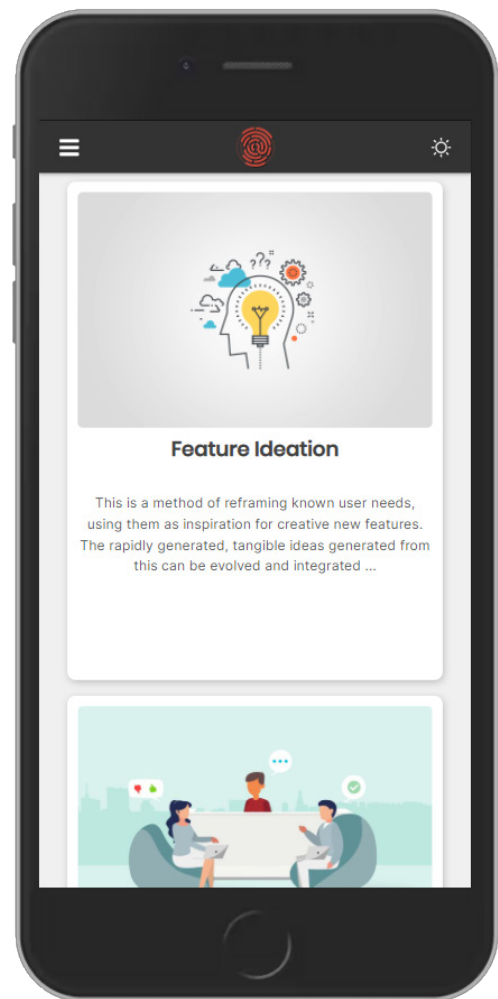 ???
Feature Ideation
This is a method of reframing known user needs,
using them as inspiration for creative new features.
The rapidly generated, tangible ideas generated from
this can be evolved and integrated ...